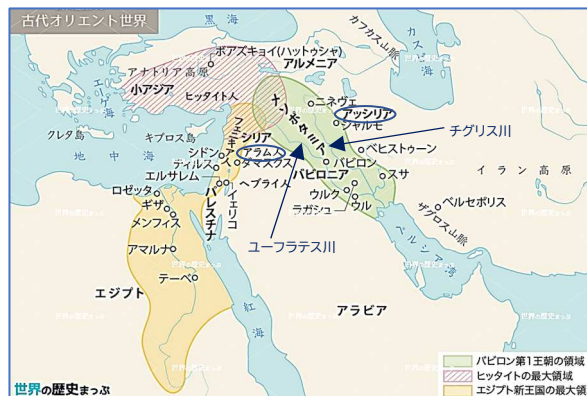 古代オリエント世界
黒海
カフカス山脈
カスピ海
ボアズキョイ(ハットゥシャ)
アルメニア
アナトリア高原
小アジア
ヒッタイト人
エーゲ海
ニネヴェ
アッシリア
ジャルモ
メソポタミア
チグリス川
クレタ島
キプロス島
シリア
フェニキア人
アラム人
地中海
シドン
ダマスクス
ティルス
ベヒストゥーン
バビロン
バビロニア
スサ
イラン高原
エルサレム
ヘブライ人
ロゼッタ
イェリコ
パレスチナ
ギザ
ウルク
ウル
ラガシュ
ペルセポリス
メンフィス
ザグロス山脈
アマルナ
ユーフラテス川
ペルシア湾
テーベ
エジプト
アラビア
紅海
バビロン第1王朝の領域
ヒッタイトの最大領域
エジプト新王国の最大領
世界の歴史まっぷ